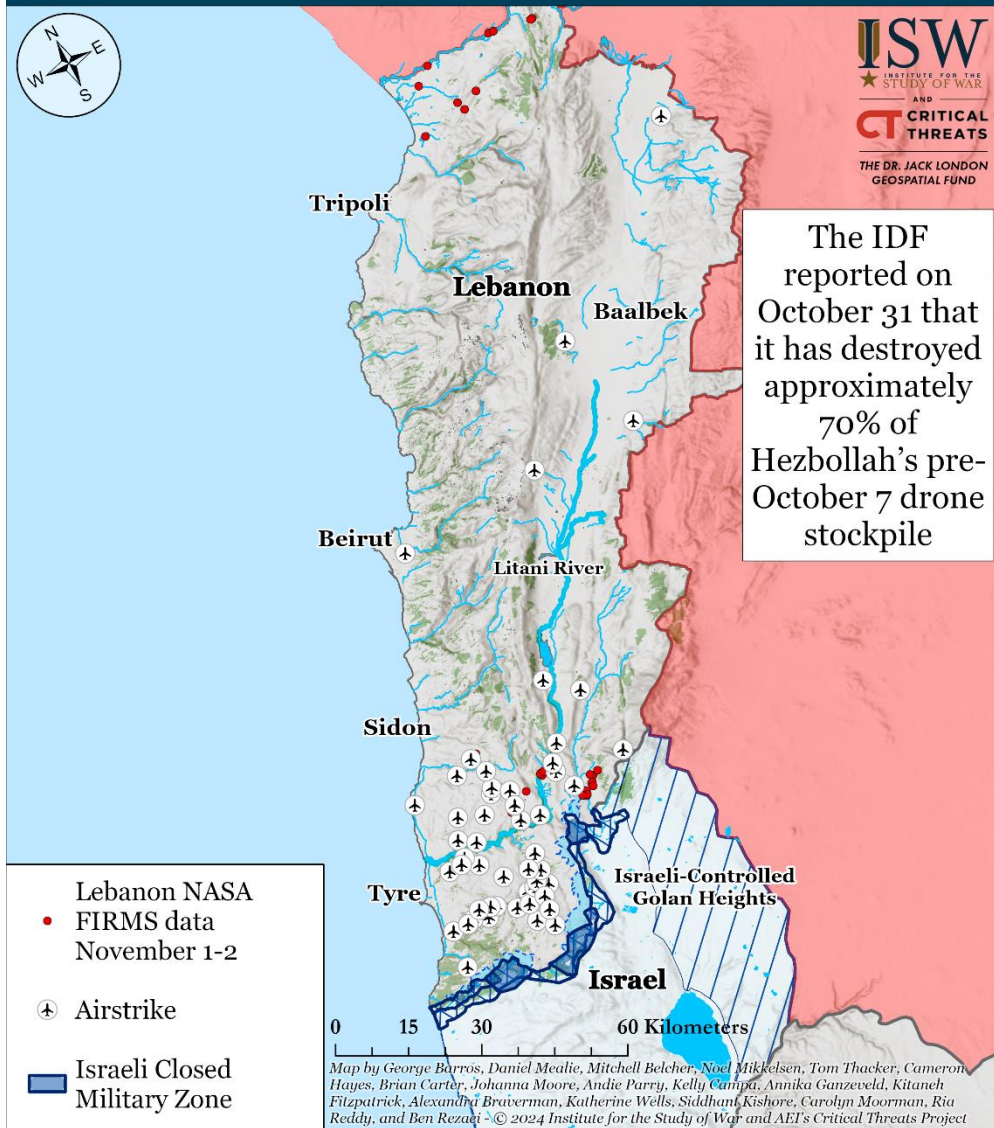 N
E
W
S
ISW
INSTITUTE FOR THE
STUDY OF WAR
AND
CT CRITICAL
THREATS
THE DR. JACK LONDON
GEOSPATIAL FUND
The IDF
reported on
October 31 that
it has destroyed
approximately
70% of
Hezbollah's pre-
October 7 drone
stockpile
Tripoli
Lebanon
Baalbek
Beirut
Litani River
Sidon
Tyre
Israeli-Controlled
Golan Heights
Israel
Lebanon NASA
FIRMS data
November 1-2
Airstrike
Israeli Closed
Military Zone
0 15 30 60 Kilometers
Map by George Barros, Daniel Mealie, Mitchell Belcher, Noel Mikkelsen, Tom Thacker, Cameron
Hayes, Brian Carter, Johanna Moore, Andie Parry, Kelly Campa, Annika Ganzeveld, Kitaneh
Fitzpatrick, Alexandra Braverman, Katherine Wells, Siddhant Kishore, Carolyn Moorman, Ria
Reddy, and Ben Rezaei - © 2024 Institute for the Study of War and AEI's Critical Threats Project